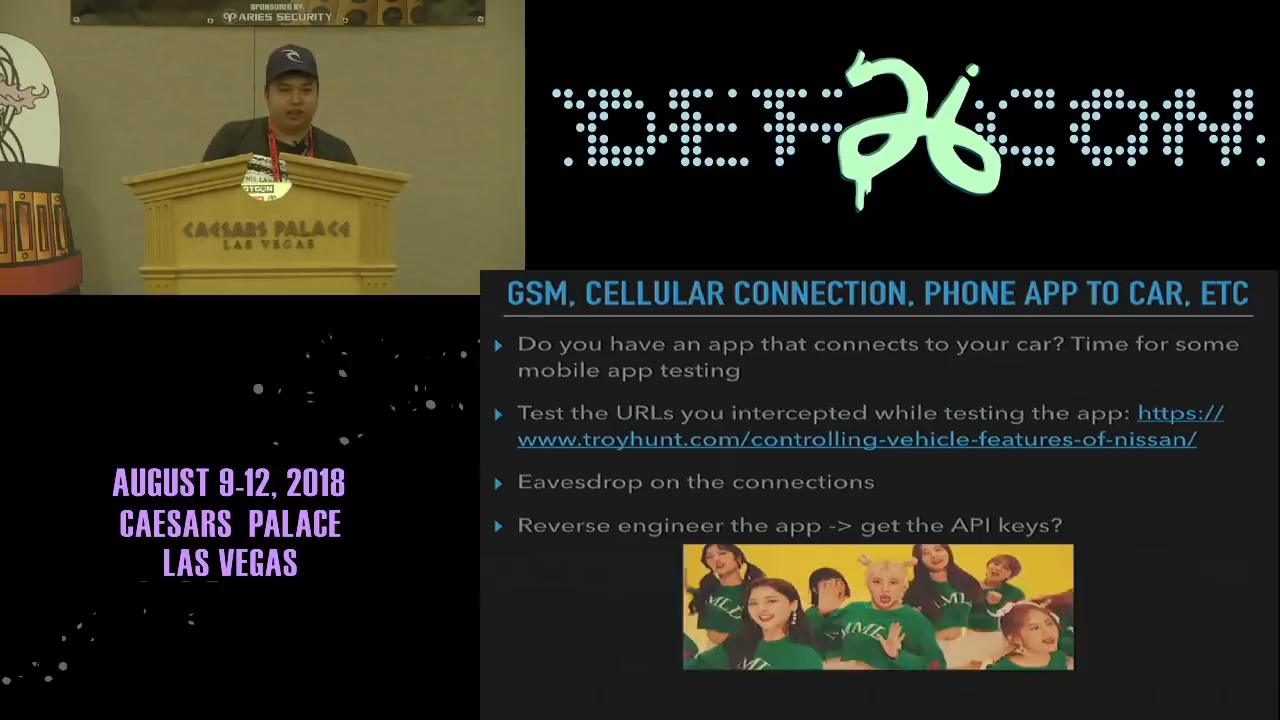 SPONSORED BY:
ARIES SECURITY
CAESARS PALACE
LAS VEGAS
DEF 26 CON
GSM, CELLULAR CONNECTION, PHONE APP TO CAR, ETC
Do you have an app that connects to your car? Time for some
mobile app testing
Test the URLs you intercepted while testing the app: https://
www.troyhunt.com/controlling-vehicle-features-of-nissan/
Eavesdrop on the connections
Reverse engineer the app -> get the API keys?
AUGUST 9-12, 2018
CAESARS PALACE
LAS VEGAS